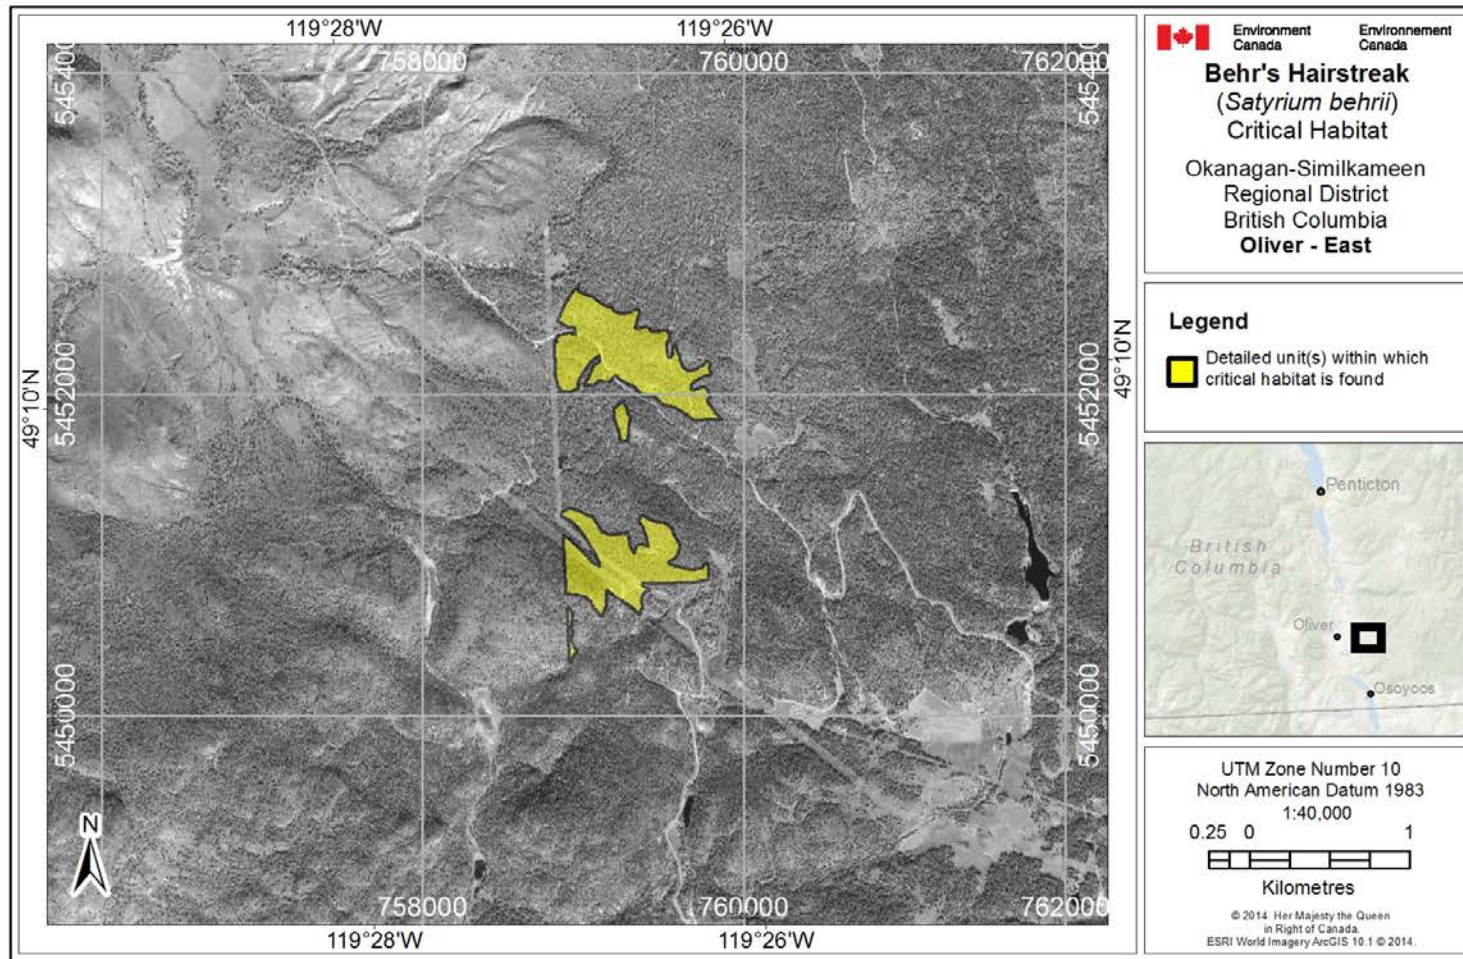 119°28'W
119°26'W
758000
760000
762000
5454000
5454000
49°10'N
5452000
5452000
49°10'N
5450000
5450000
N
758000
760000
762000
119°28'W
119°26'W
Environment
Canada
Environnement
Canada
Behr's Hairstreak
(Satyrium behrii)
Critical Habitat
Okanagan-Similkameen
Regional District
British Columbia
Oliver - East
Legend
Detailed unit(s) within which
critical habitat is found
Penticton
British
Columbia
Oliver
Osoyoos
UTM Zone Number 10
North American Datum 1983
1:40,000
0.25 0 1
Kilometres
© 2014. Her Majesty the Queen
in Right of Canada.
ESRI World Imagery ArcGIS 10.1 © 2014.